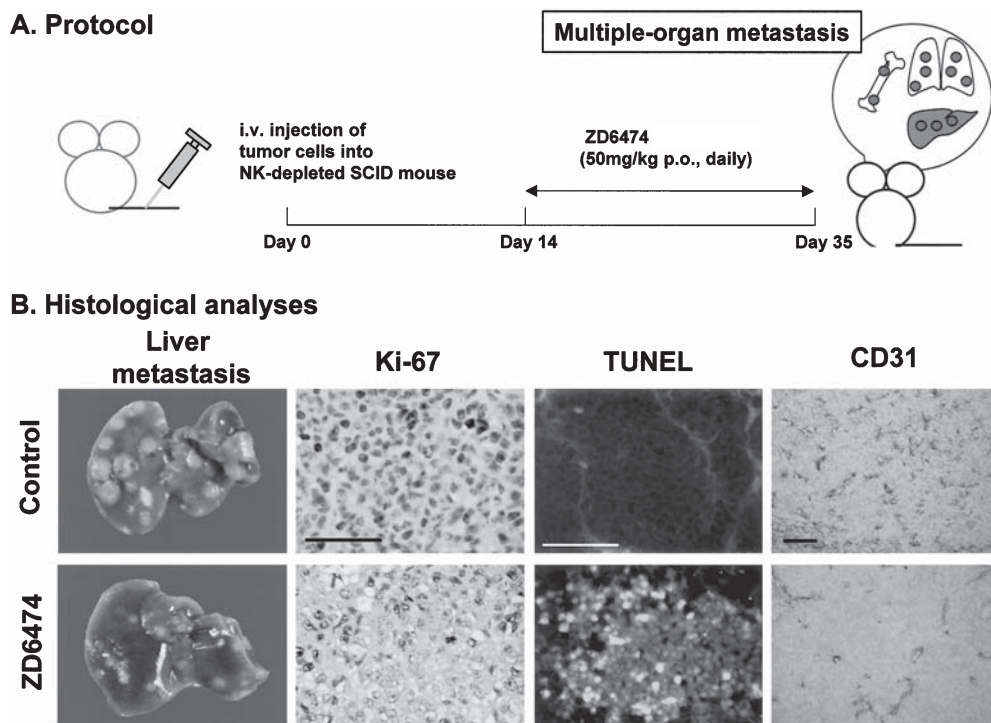 A. Protocol
Multiple-organ metastasis
i.v. injection of
tumor cells into
NK-depleted SCID mouse
ZD6474
(50mg/kg p.o., daily)
Day 0
Day 14
Day 35
B. Histological analyses
Liver
metastasis
Ki-67
TUNEL
CD31
Control
ZD6474